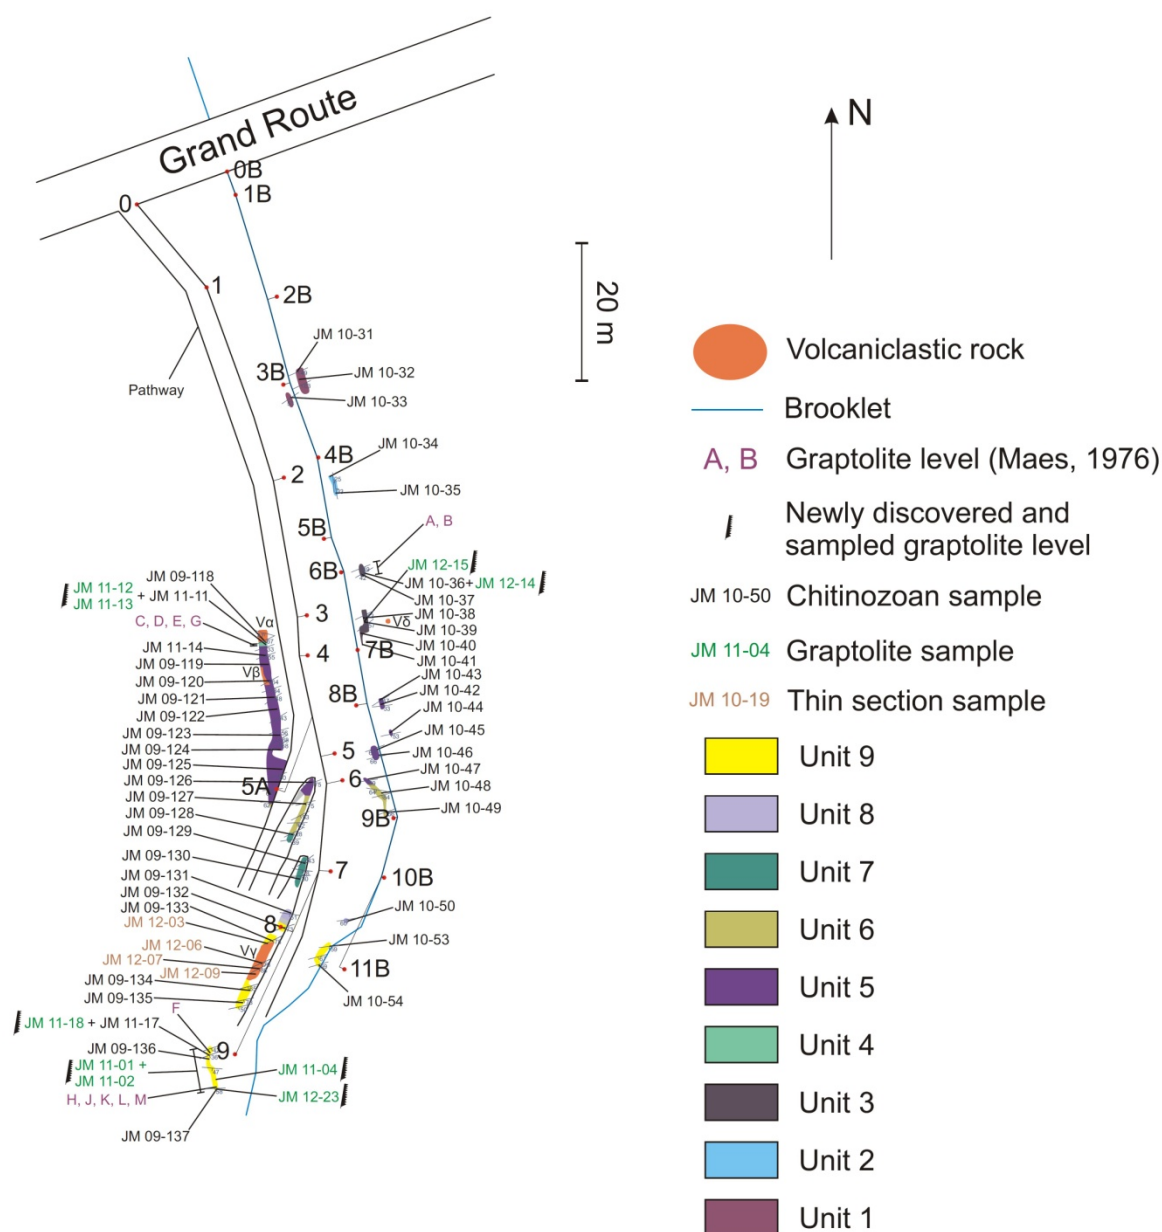 Grand Route
N
0B
1B
0
1
2B
20 m
JM 10-31
3B
JM 10-32
Pathway
JM 10-33
JM 10-34
4B
2
JM 10-35
5B
A, B
6B
JM 12-15
JM 10-36+JM 12-14
JM 10-37
JM 10-38
Vδ
JM 10-39
JM 10-40
7B
JM 10-41
JM 10-43
JM 10-42
8B
JM 10-44
JM 10-45
JM 10-46
JM 10-47
JM 10-48
JM 10-49
9B
10B
JM 10-50
JM 10-53
11B
JM 10-54
JM 09-118
JM 11-12
JM 11-13
+ JM 11-11
C, D, E, G
Vα
3
JM 11-14
4
JM 09-119
JM 09-120
Vβ
JM 09-121
JM 09-122
JM 09-123
JM 09-124
5
JM 09-125
JM 09-126
5A
6
JM 09-127
JM 09-128
JM 09-129
JM 09-130
7
JM 09-131
JM 09-132
JM 09-133
8
JM 12-03
JM 12-06
Vγ
JM 12-07
JM 12-09
JM 09-134
JM 09-135
F
JM 11-18 + JM 11-17
JM 09-136
9
JM 11-01 +
JM 11-02
JM 11-04
H, J, K, L, M
JM 12-23
JM 09-137
Volcaniclastic rock
Brooklet
A, B Graptolite level (Maes, 1976)
Newly discovered and
sampled graptolite level
JM 10-50 Chitinozoan sample
JM 11-04 Graptolite sample
JM 10-19 Thin section sample
Unit 9
Unit 8
Unit 7
Unit 6
Unit 5
Unit 4
Unit 3
Unit 2
Unit 1